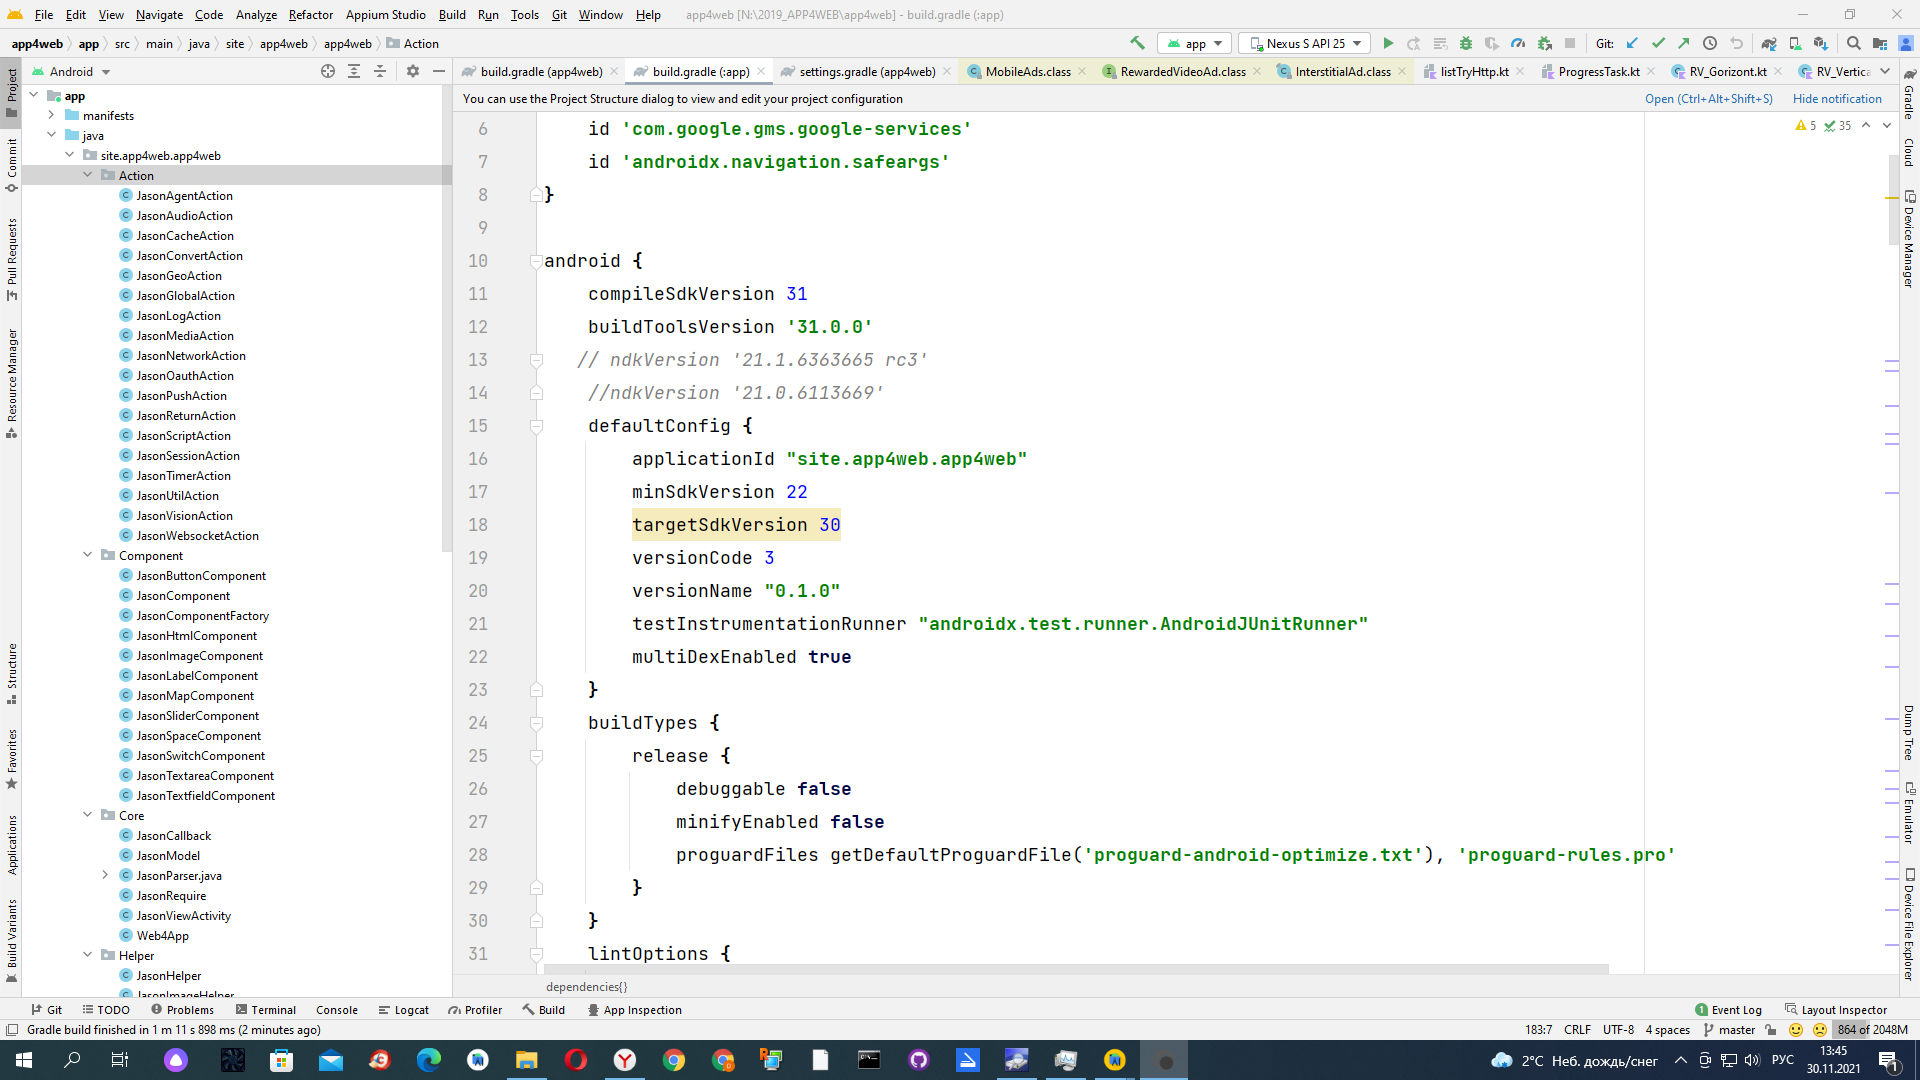 File Edit View Navigate Code Analyze Refactor Appium Studio Build Run Tools Git Window Help app4web [N:\2019_APP4WEB\app4web] - build.gradle (:app)
app4web app src main java site app4web app4web Action app Nexus S API 25 Git:
Android build.gradle (app4web) build.gradle (:app) settings.gradle (app4web) MobileAds.class RewardedVideoAd.class InterstitialAd.class listTryHttp.kt ProgressTask.kt RV_Gorizont.kt RV_Vertica
You can use the Project Structure dialog to view and edit your project configuration Open (Ctrl+Alt+Shift+S) Hide notification
5 35
Project
Commit
Pull Requests
Resource Manager
Structure
Favorites
Applications
Build Variants
app
manifests
java
site.app4web.app4web
Action
JasonAgentAction
JasonAudioAction
JasonCacheAction
JasonConvertAction
JasonGeoAction
JasonGlobalAction
JasonLogAction
JasonMediaAction
JasonNetworkAction
JasonOauthAction
JasonPushAction
JasonReturnAction
JasonScriptAction
JasonSessionAction
JasonTimerAction
JasonUtilAction
JasonVisionAction
JasonWebsocketAction
Component
JasonButtonComponent
JasonComponent
JasonComponentFactory
JasonHtmlComponent
JasonImageComponent
JasonLabelComponent
JasonMapComponent
JasonSliderComponent
JasonSpaceComponent
JasonSwitchComponent
JasonTextareaComponent
JasonTextfieldComponent
Core
JasonCallback
JasonModel
JasonParser.java
JasonRequire
JasonViewActivity
Web4App
Helper
JasonHelper
JasonImageHelper
6 id 'com.google.gms.google-services'
7 id 'androidx.navigation.safeargs'
8 }
9
10 android {
11 compileSdkVersion 31
12 buildToolsVersion '31.0.0'
13 // ndkVersion '21.1.6363665 rc3'
14 //ndkVersion '21.0.6113669'
15 defaultConfig {
16 applicationId "site.app4web.app4web"
17 minSdkVersion 22
18 targetSdkVersion 30
19 versionCode 3
20 versionName "0.1.0"
21 testInstrumentationRunner "androidx.test.runner.AndroidJUnitRunner"
22 multiDexEnabled true
23 }
24 buildTypes {
25 release {
26 debuggable false
27 minifyEnabled false
28 proguardFiles getDefaultProguardFile('proguard-android-optimize.txt'), 'proguard-rules.pro'
29 }
30 }
31 lintOptions {
dependencies{}
Gradle
Cloud
Device Manager
Dump Tree
Emulator
Device File Explorer
Git TODO Problems Terminal Console Logcat Profiler Build App Inspection 1 Event Log Layout Inspector
Gradle build finished in 1 m 11 s 898 ms (2 minutes ago) 183:7 CRLF UTF-8 4 spaces master 864 of 2048M
2°C Неб. дождь/снег РУС 13:45
30.11.2021 1